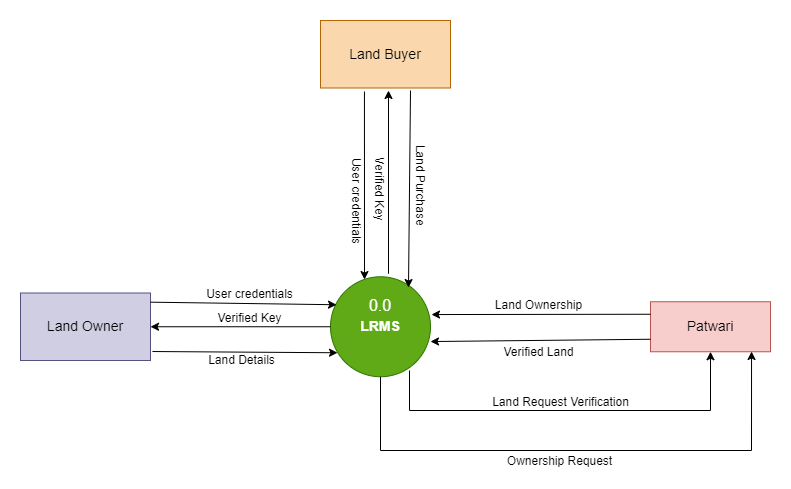 Land Buyer
User credentials
Verified Key
Land Purchase
Land Owner
User credentials
Verified Key
Land Details
0.0
LRMS
Land Ownership
Verified Land
Patwari
Land Request Verification
Ownership Request